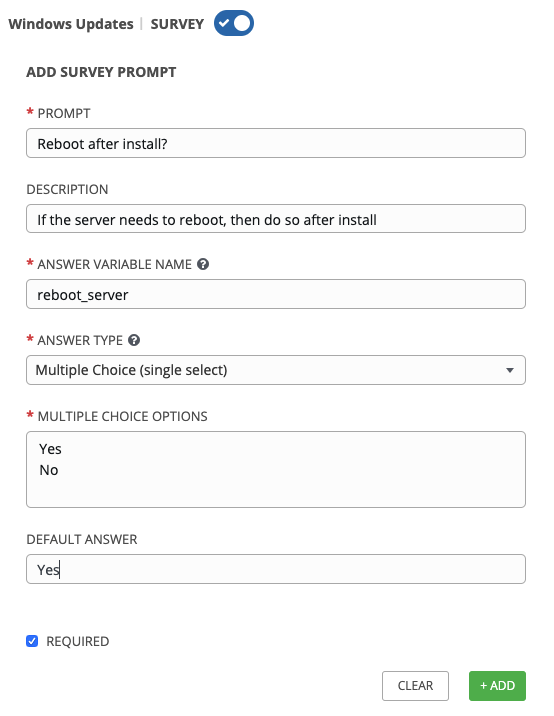 Windows Updates | SURVEY
ADD SURVEY PROMPT
* PROMPT
Reboot after install?
DESCRIPTION
If the server needs to reboot, then do so after install
* ANSWER VARIABLE NAME ?
reboot_server
* ANSWER TYPE ?
Multiple Choice (single select)
* MULTIPLE CHOICE OPTIONS
Yes
No
DEFAULT ANSWER
Yes
REQUIRED
CLEAR + ADD